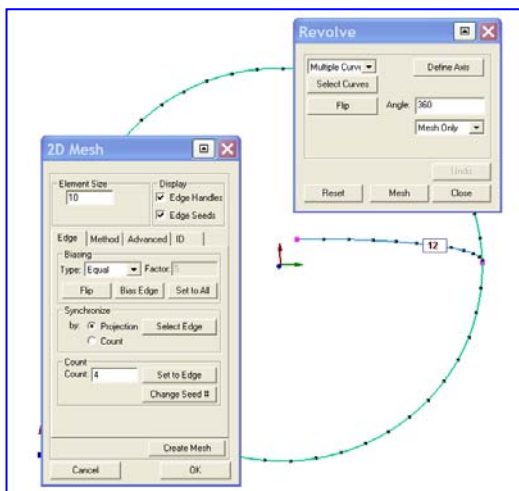 Revolve
Multiple Curv
Define Axis
Select Curves
Flip
Angle: 360
Mesh Only
Undo
Reset
Mesh
Close
2D Mesh
Element Size
10
Display
Edge Handles
Edge Seeds
Edge
Method
Advanced
ID
Biasing
Type: Equal
Factor: 5
Flip
Bias Edge
Set to All
Synchronize
by:
Projection
Select Edge
Count
Count
Count: 4
Set to Edge
Change Seed #
Create Mesh
Cancel
OK
12